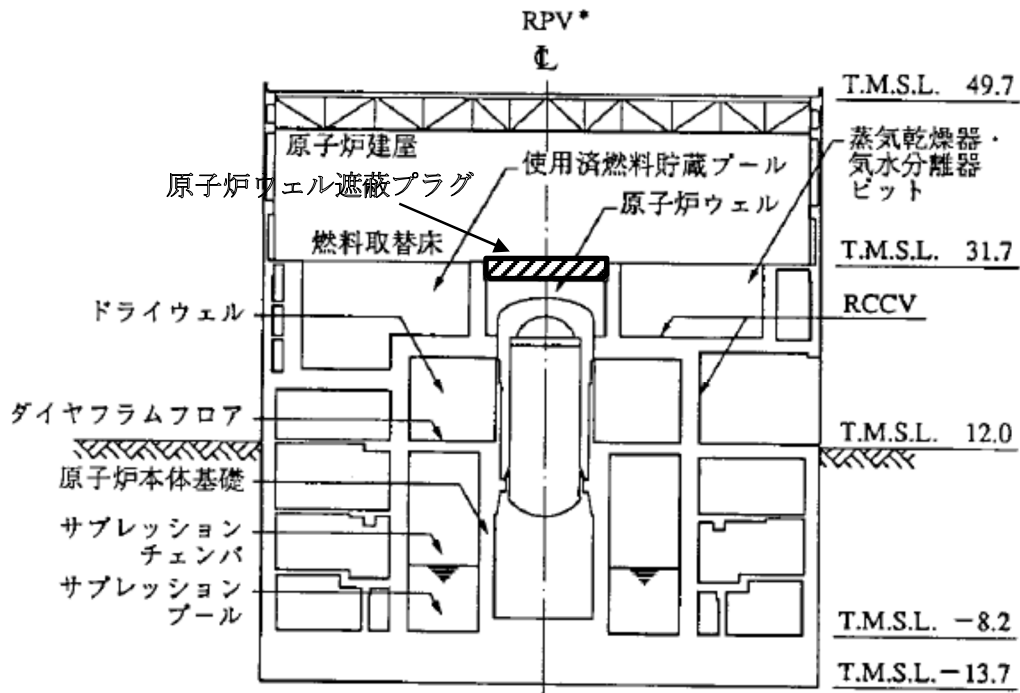 RPV*
℄
T.M.S.L. 49.7
原子炉建屋
使用済燃料貯蔵プール
蒸気乾燥器・
気水分離器
ピット
原子炉ウェル遮蔽プラグ
原子炉ウェル
燃料取替床
T.M.S.L. 31.7
ドライウェル
RCCV
ダイヤフラムフロア
T.M.S.L. 12.0
原子炉本体基礎
サプレッション
チェンバ
サプレッション
プール
T.M.S.L. -8.2
T.M.S.L. -13.7